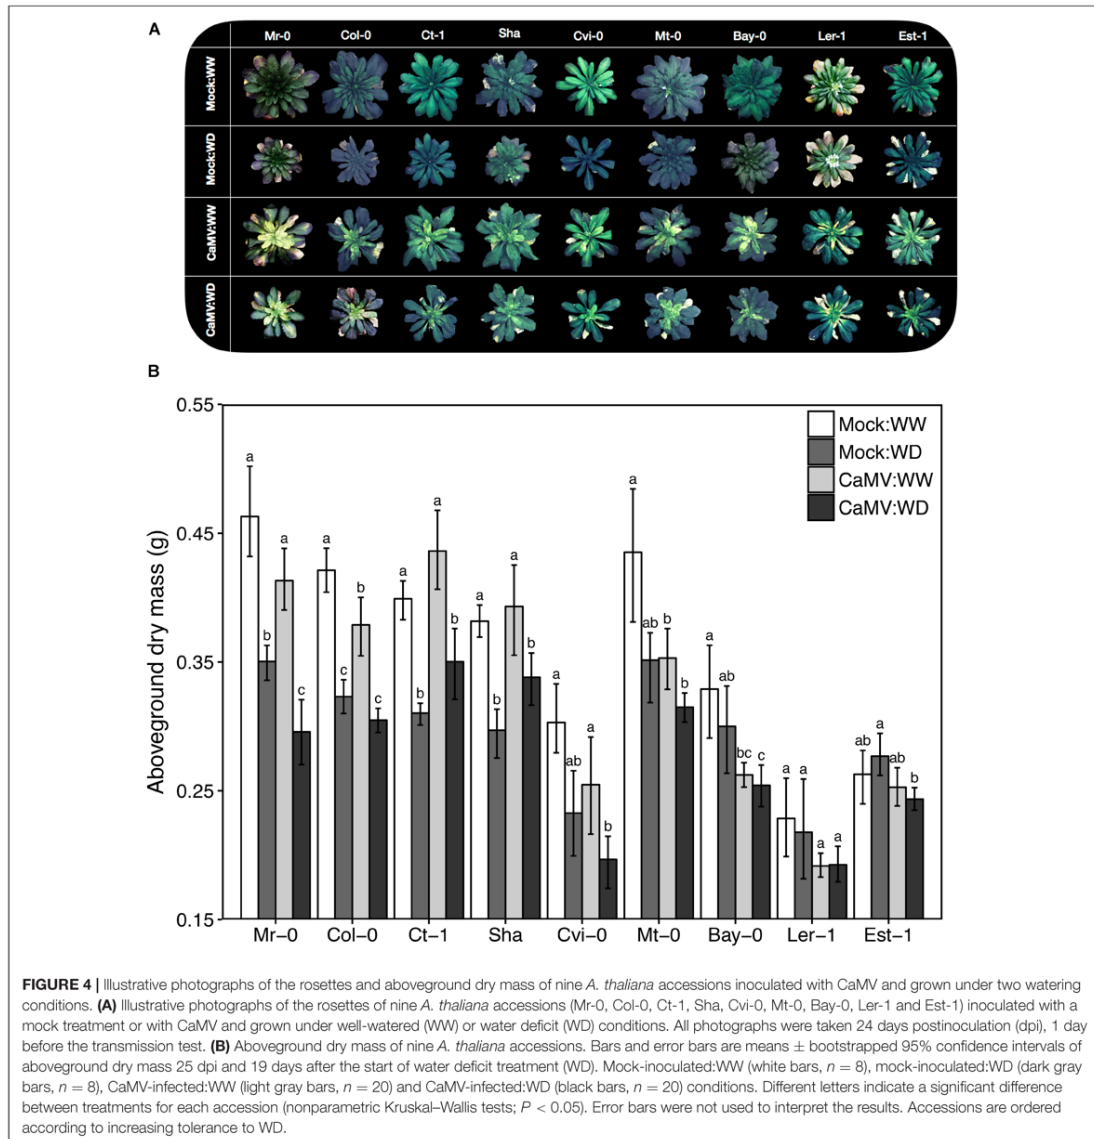 A
Mr-0 Col-0 Ct-1 Sha Cvi-0 Mt-0 Bay-0 Ler-1 Est-1
Mock:WW
Mock:WD
CaMV:WW
CaMV:WD
B
0.55
0.45
0.35
0.25
0.15
Aboveground dry mass (g)
Mock:WW
Mock:WD
CaMV:WW
CaMV:WD
a b a c
a c b c
a b a b
a b a b
a ab a b
a ab b b
a ab bc c
a a a a
ab a ab b
Mr–0 Col–0 Ct–1 Sha Cvi–0 Mt–0 Bay–0 Ler–1 Est–1
FIGURE 4 | Illustrative photographs of the rosettes and aboveground dry mass of nine A. thaliana accessions inoculated with CaMV and grown under two watering
conditions. (A) Illustrative photographs of the rosettes of nine A. thaliana accessions (Mr-0, Col-0, Ct-1, Sha, Cvi-0, Mt-0, Bay-0, Ler-1 and Est-1) inoculated with a
mock treatment or with CaMV and grown under well-watered (WW) or water deficit (WD) conditions. All photographs were taken 24 days postinoculation (dpi), 1 day
before the transmission test. (B) Aboveground dry mass of nine A. thaliana accessions. Bars and error bars are means ± bootstrapped 95% confidence intervals of
aboveground dry mass 25 dpi and 19 days after the start of water deficit treatment (WD). Mock-inoculated:WW (white bars, n = 8), mock-inoculated:WD (dark gray
bars, n = 8), CaMV-infected:WW (light gray bars, n = 20) and CaMV-infected:WD (black bars, n = 20) conditions. Different letters indicate a significant difference
between treatments for each accession (nonparametric Kruskal–Wallis tests; P < 0.05). Error bars were not used to interpret the results. Accessions are ordered
according to increasing tolerance to WD.